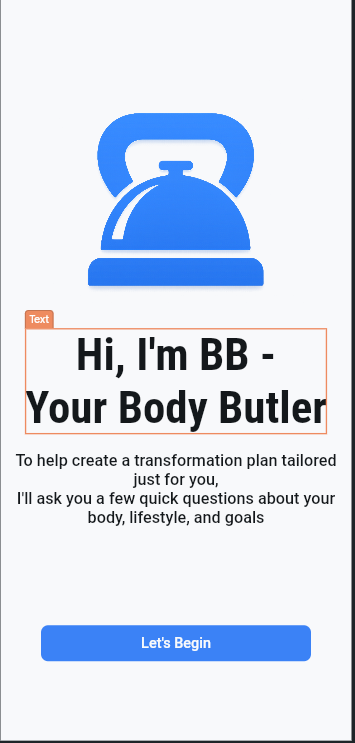 Text
Hi, I'm BB -
Your Body Butler
To help create a transformation plan tailored
just for you,
I'll ask you a few quick questions about your
body, lifestyle, and goals
Let's Begin